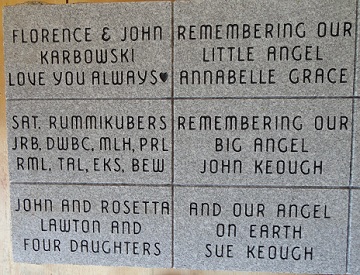 FLORENCE & JOHN
KARBOWSKI
LOVE YOU ALWAYS♥
REMEMBERING OUR
LITTLE ANGEL
ANNABELLE GRACE
SAT. RUMMIKUBERS
JRB, DWBC, MLH, PRL
RML, TAL, EKS, BEW
REMEMBERING OUR
BIG ANGEL
JOHN KEOUGH
JOHN AND ROSETTA
LAWTON AND
FOUR DAUGHTERS
AND OUR ANGEL
ON EARTH
SUE KEOUGH